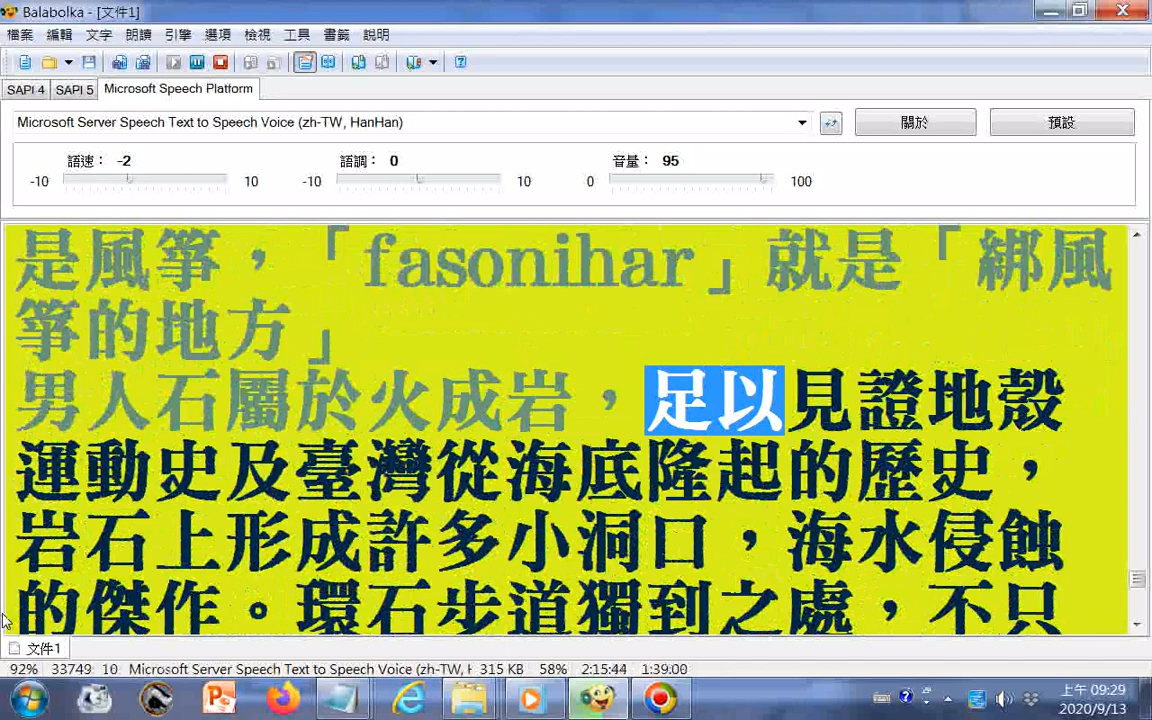 Balabolka - [文件1]
檔案 編輯 文字 朗讀 引擎 選項 檢視 工具 書籤 說明
SAPI 4 SAPI 5 Microsoft Speech Platform
Microsoft Server Speech Text to Speech Voice (zh-TW, HanHan) 關於 預設
語速： -2 語調： 0 音量： 95
-10 10 -10 10 0 100
是風箏，「fasonihar」就是「綁風
箏的地方」
男人石屬於火成岩，足以見證地殼
運動史及臺灣從海底隆起的歷史，
岩石上形成許多小洞口，海水侵蝕
的傑作。環石步道獨到之處，不只
文件1
92% 33749 10 Microsoft Server Speech Text to Speech Voice (zh-TW, H 315 KB 58% 2:15:44 1:39:00
上午 09:29
2020/9/13